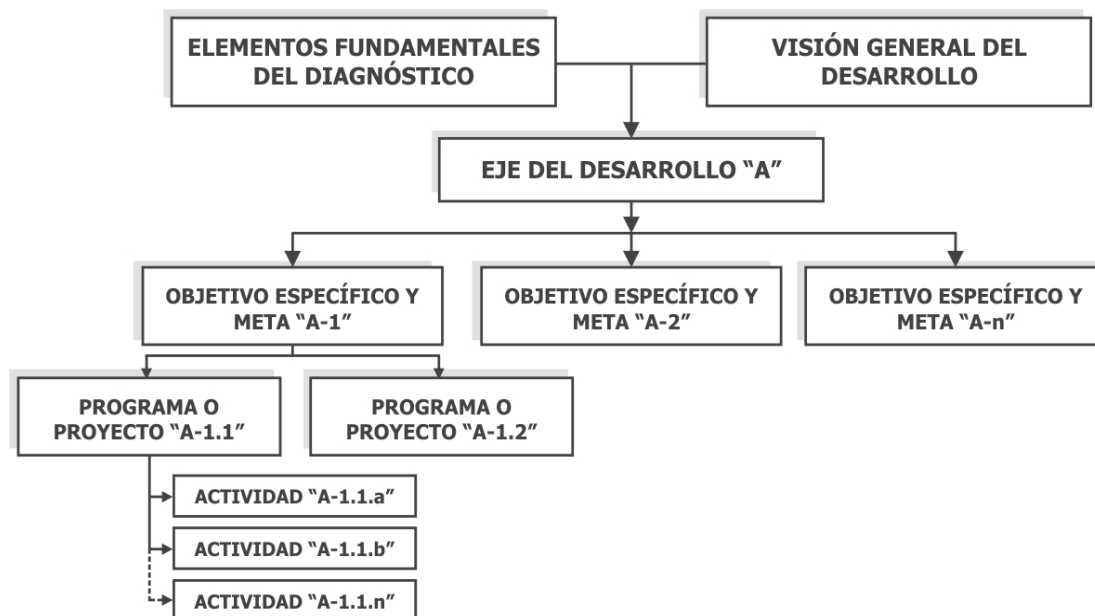 ELEMENTOS FUNDAMENTALES
DEL DIAGNÓSTICO
VISIÓN GENERAL DEL
DESARROLLO
EJE DEL DESARROLLO “A”
OBJETIVO ESPECÍFICO Y
META “A-1”
OBJETIVO ESPECÍFICO Y
META “A-2”
OBJETIVO ESPECÍFICO Y
META “A-n”
PROGRAMA O
PROYECTO “A-1.1”
PROGRAMA O
PROYECTO “A-1.2”
ACTIVIDAD “A-1.1.a”
ACTIVIDAD “A-1.1.b”
ACTIVIDAD “A-1.1.n”